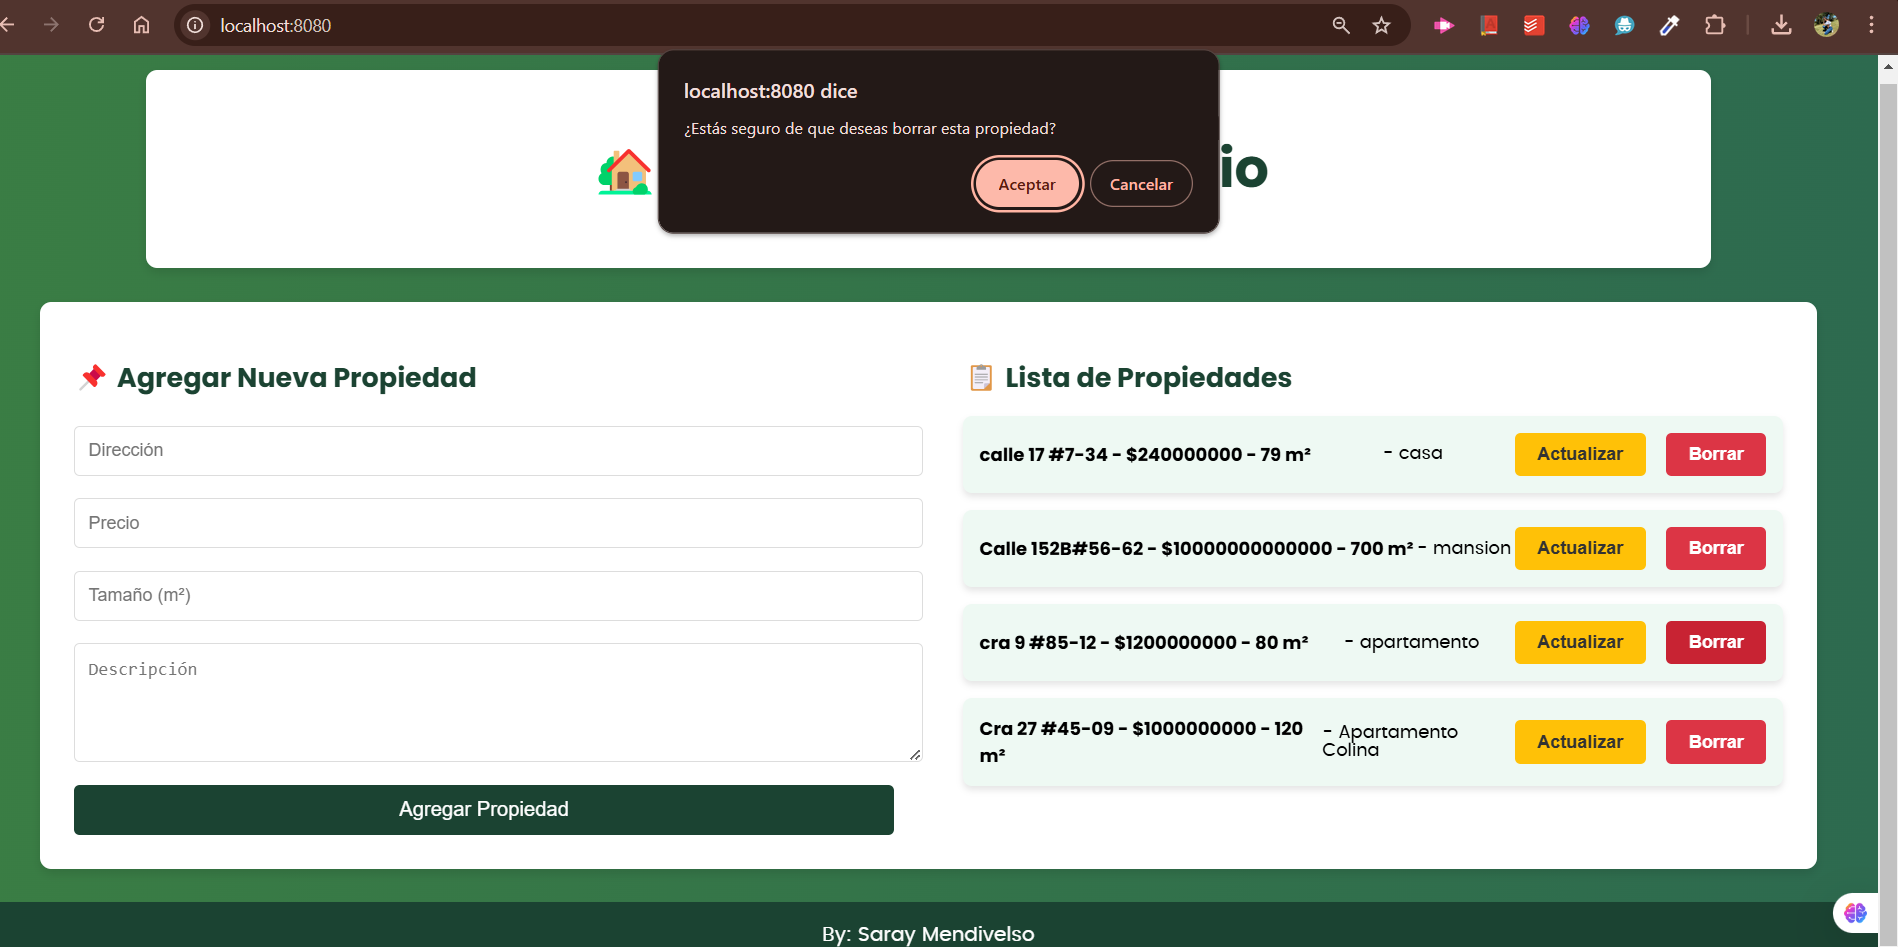 localhost:8080
localhost:8080 dice
¿Estás seguro de que deseas borrar esta propiedad?
Aceptar
Cancelar
io
📌 Agregar Nueva Propiedad
Dirección
Precio
Tamaño (m²)
Descripción
Agregar Propiedad
📋 Lista de Propiedades
calle 17 #7-34 - $240000000 - 79 m² - casa Actualizar Borrar
Calle 152B#56-62 - $10000000000000 - 700 m² - mansion Actualizar Borrar
cra 9 #85-12 - $1200000000 - 80 m² - apartamento Actualizar Borrar
Cra 27 #45-09 - $1000000000 - 120
m²
- Apartamento
Colina
Actualizar Borrar
By: Saray Mendivelso